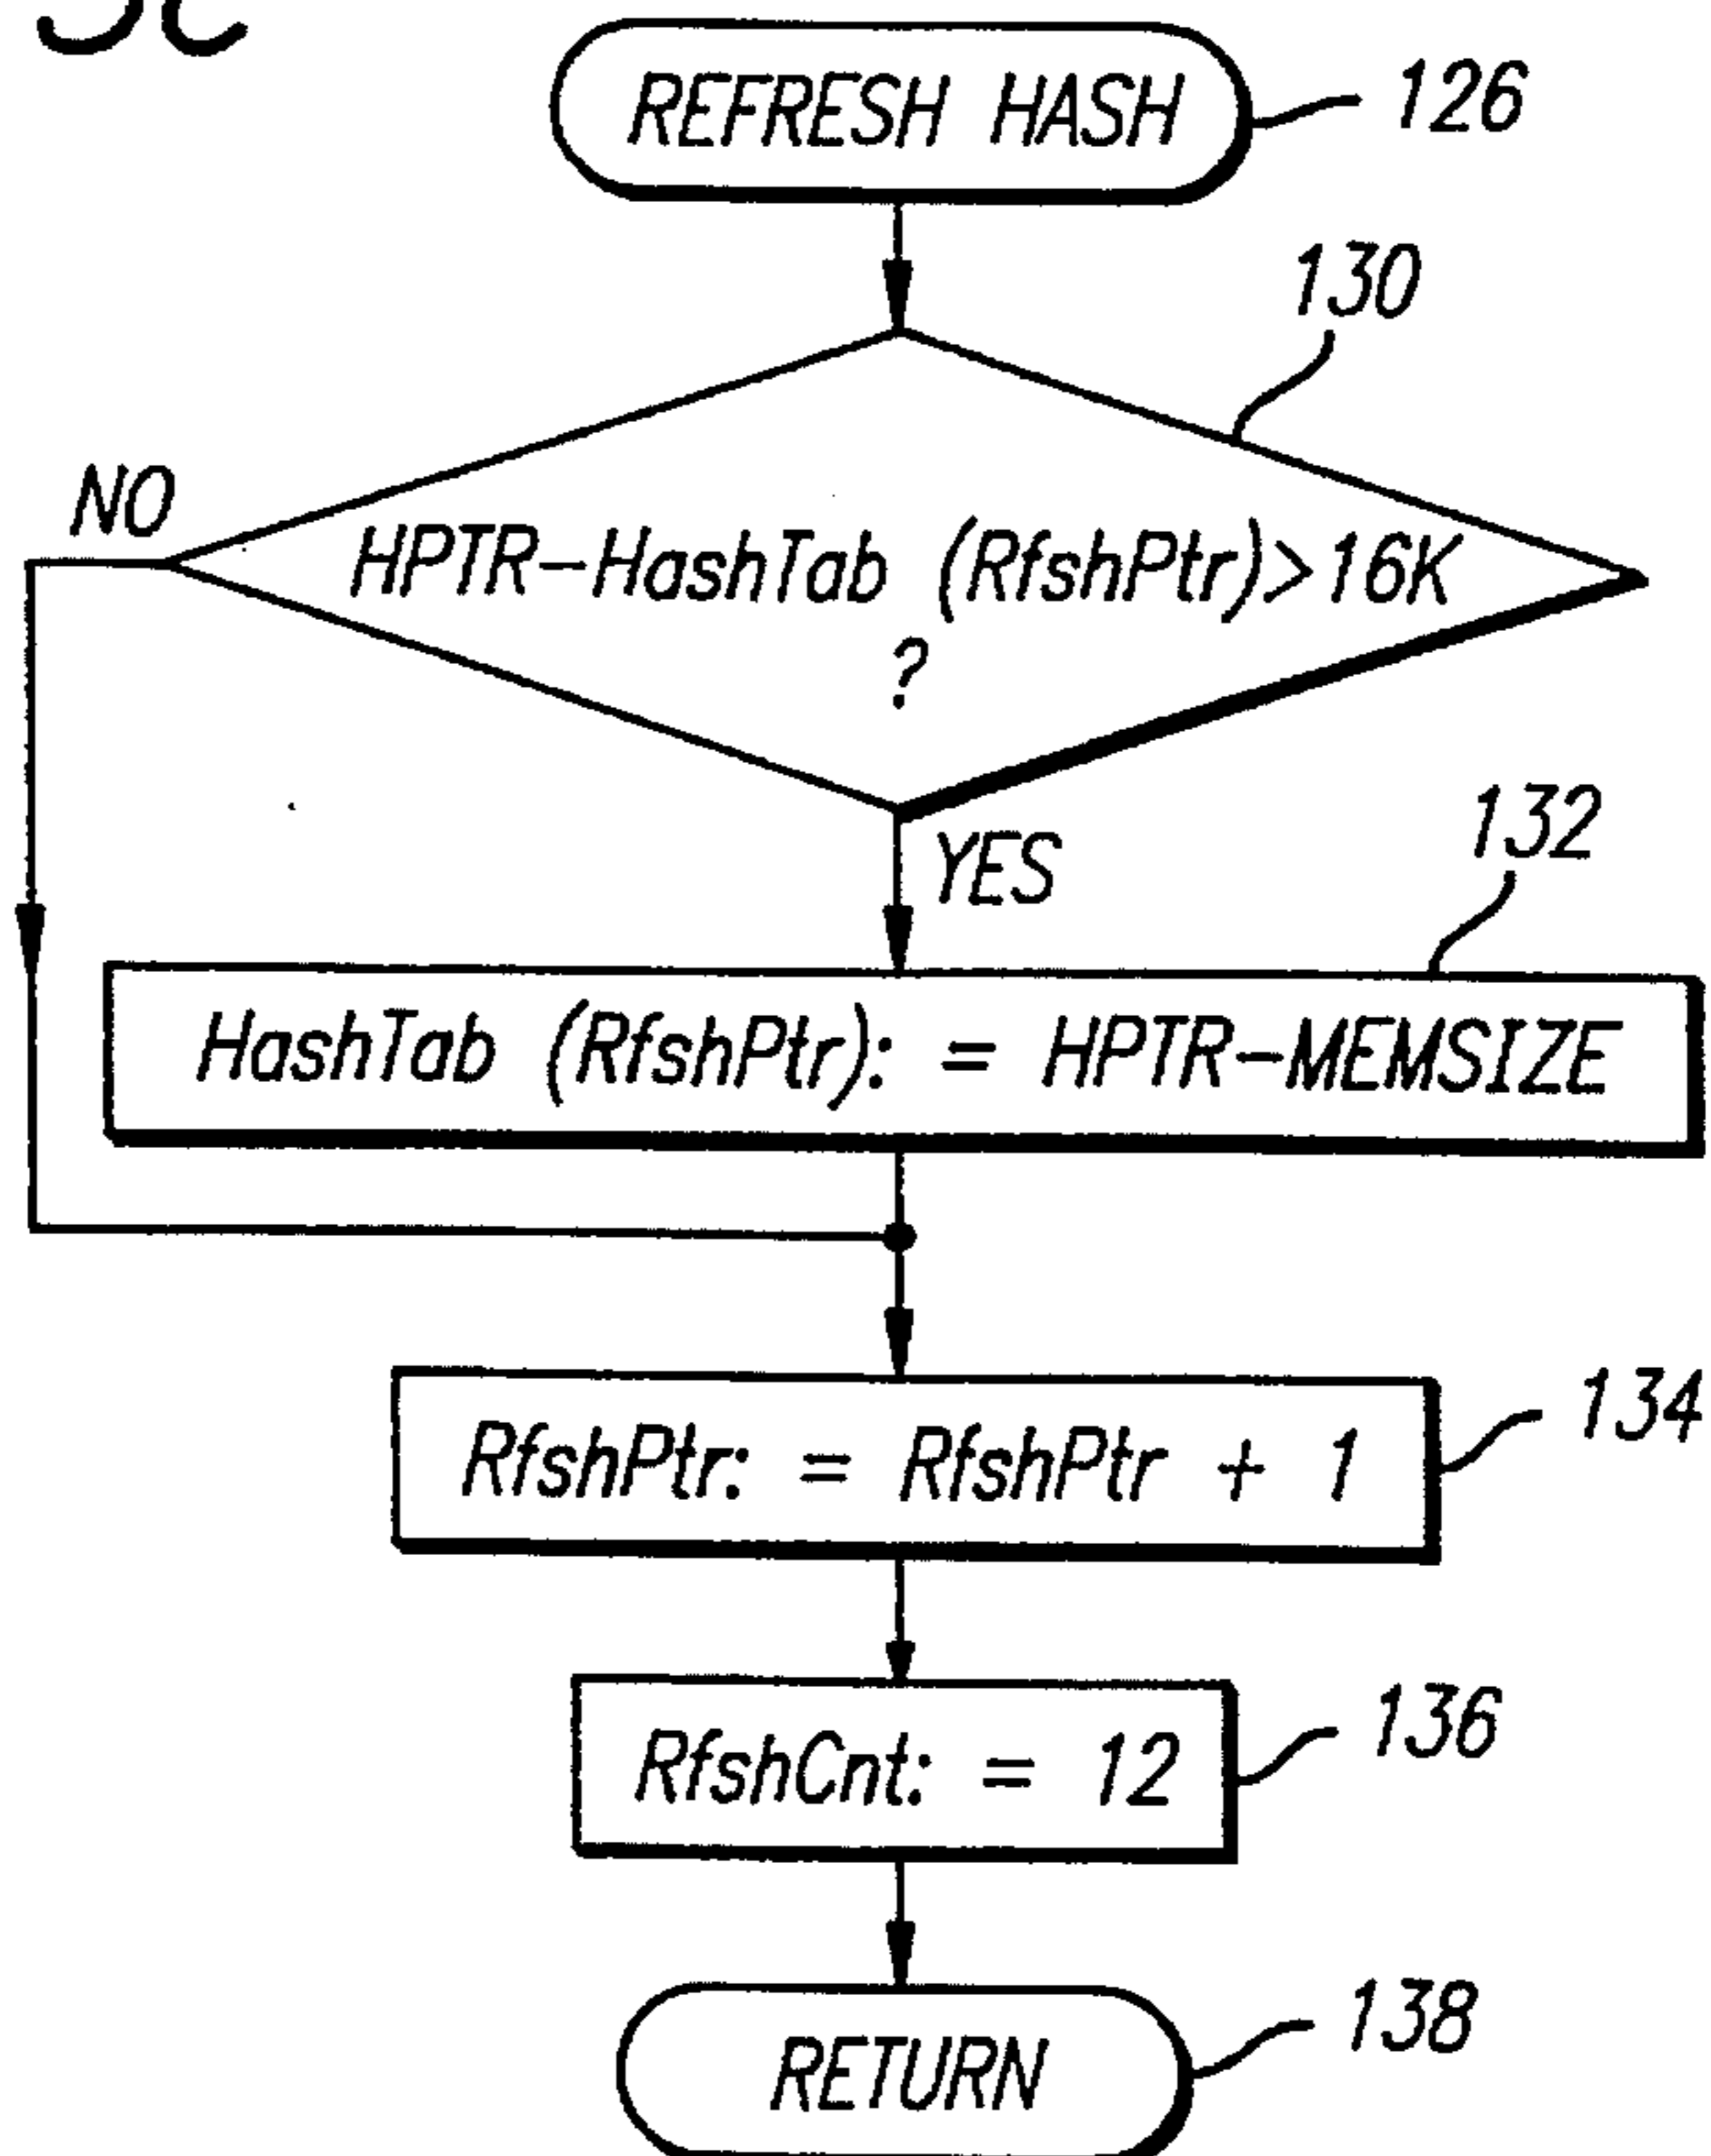 REFRESH HASH
126
130
NO
HPTR-HashTab (RfshPtr)>16K
?
YES
132
HashTab (RfshPtr): = HPTR-MEMSIZE
RfshPtr: = RfshPtr + 1
134
RfshCnt: = 12
136
RETURN
138